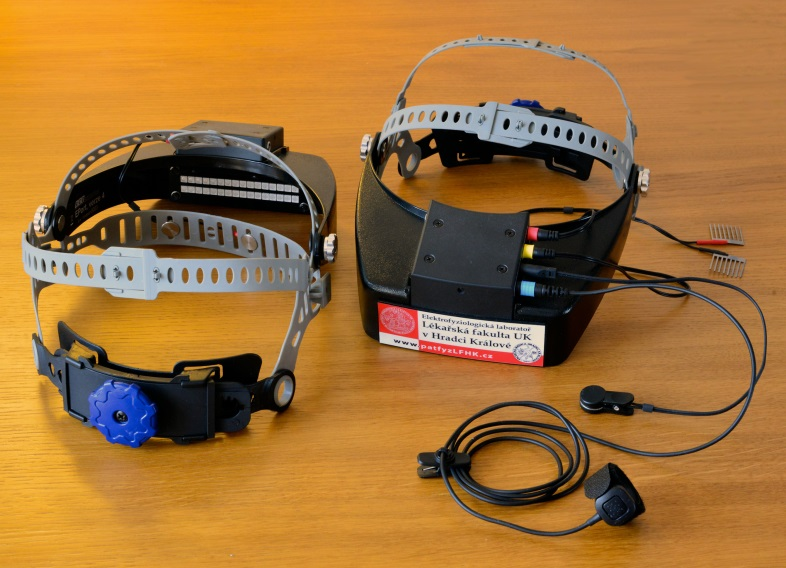 Elektrofyziologická laboratoř
Lékařská fakulta UK
v Hradci Králové
www.patfyzLFHK.cz